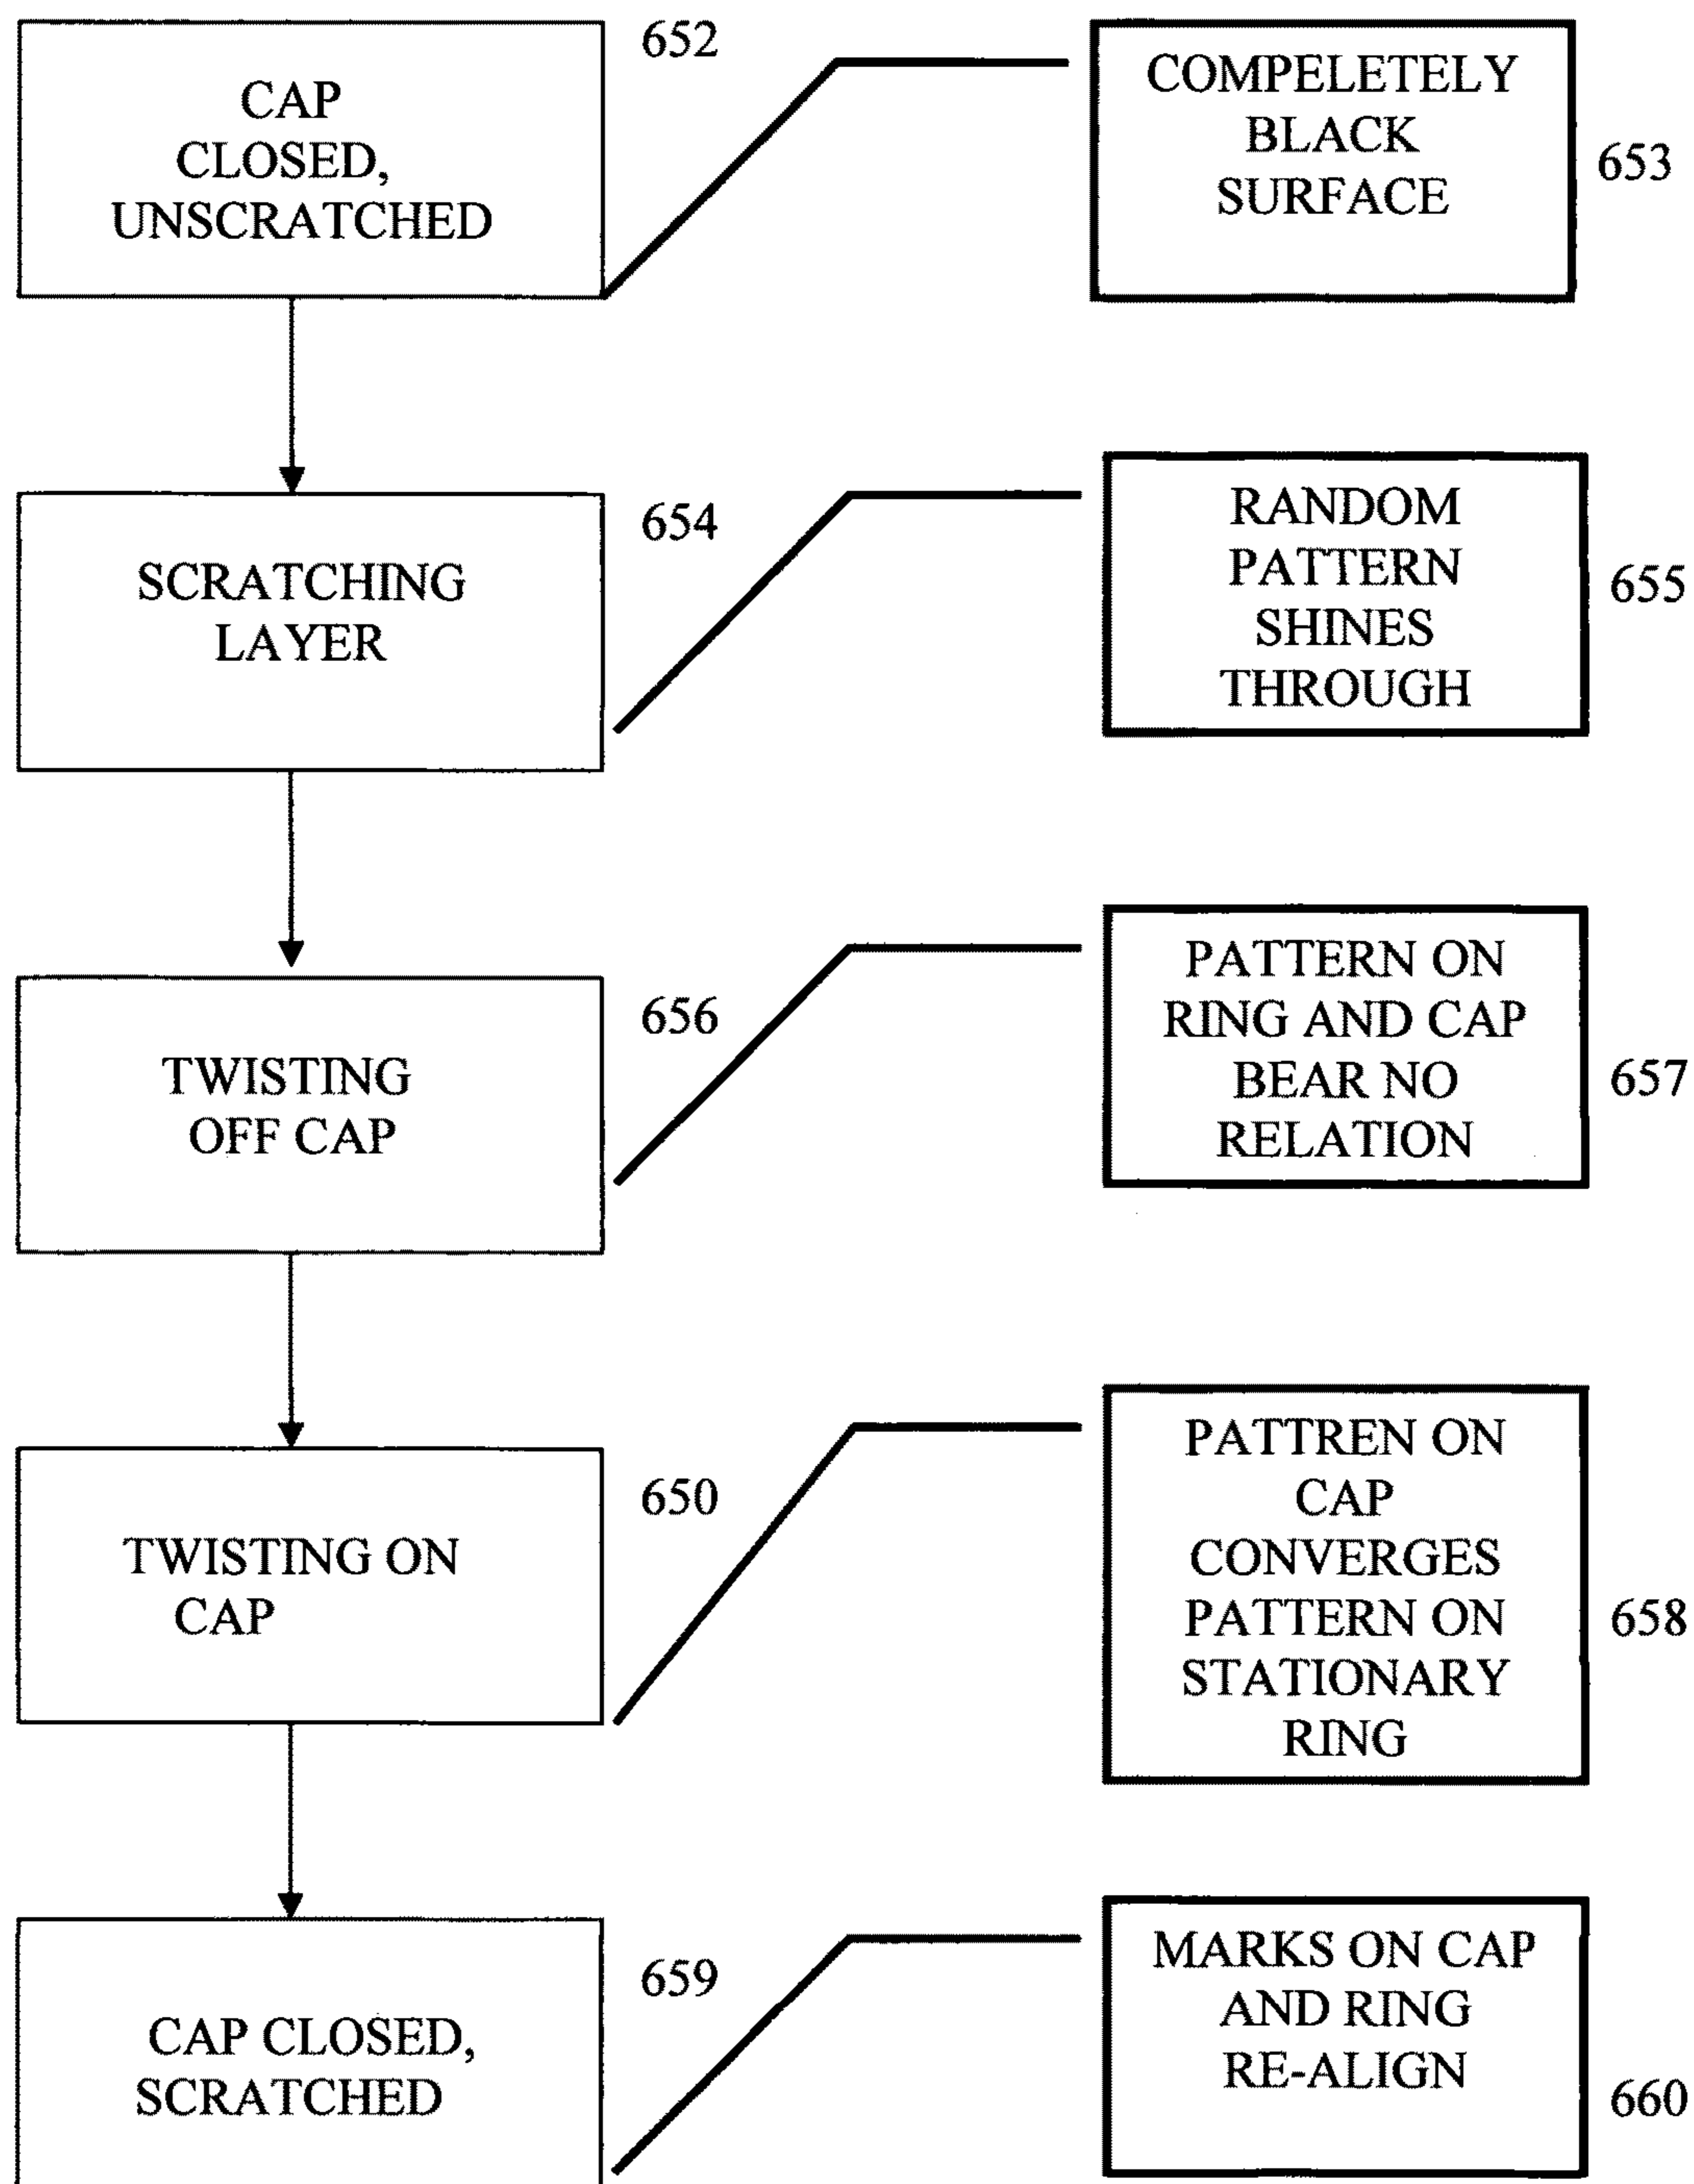 CAP
CLOSED,
UNSCRATCHED
652
COMPELETELY
BLACK
SURFACE
653
SCRATCHING
LAYER
654
RANDOM
PATTERN
SHINES
THROUGH
655
TWISTING
OFF CAP
656
PATTERN ON
RING AND CAP
BEAR NO
RELATION
657
TWISTING ON
CAP
650
PATTREN ON
CAP
CONVERGES
PATTERN ON
STATIONARY
RING
658
CAP CLOSED,
SCRATCHED
659
MARKS ON CAP
AND RING
RE-ALIGN
660